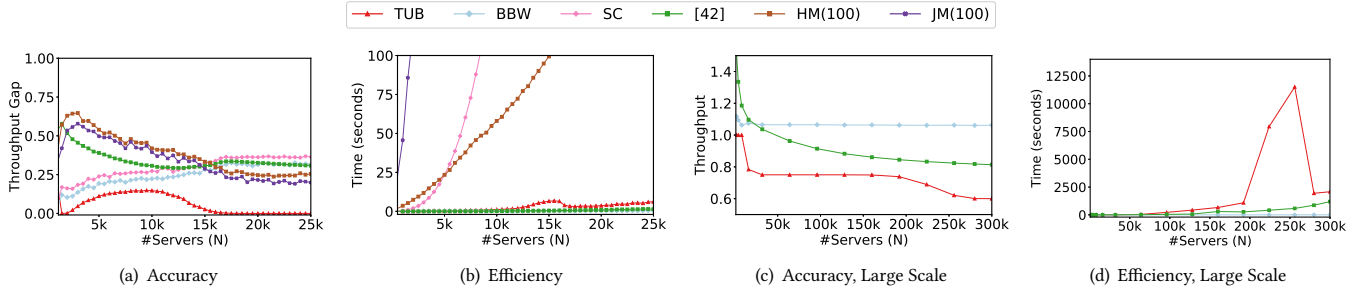 TUB BBW SC [42] HM(100) JM(100)
Throughput Gap
1.00
0.75
0.50
0.25
0.00
5k 10k 15k 20k 25k
#Servers (N)
(a) Accuracy
Time (seconds)
100
75
50
25
0
5k 10k 15k 20k 25k
#Servers (N)
(b) Efficiency
Throughput
1.4
1.2
1.0
0.8
0.6
50k 100k 150k 200k 250k 300k
#Servers (N)
(c) Accuracy, Large Scale
Time (seconds)
12500
10000
7500
5000
2500
0
50k 100k 150k 200k 250k 300k
#Servers (N)
(d) Efficiency, Large Scale